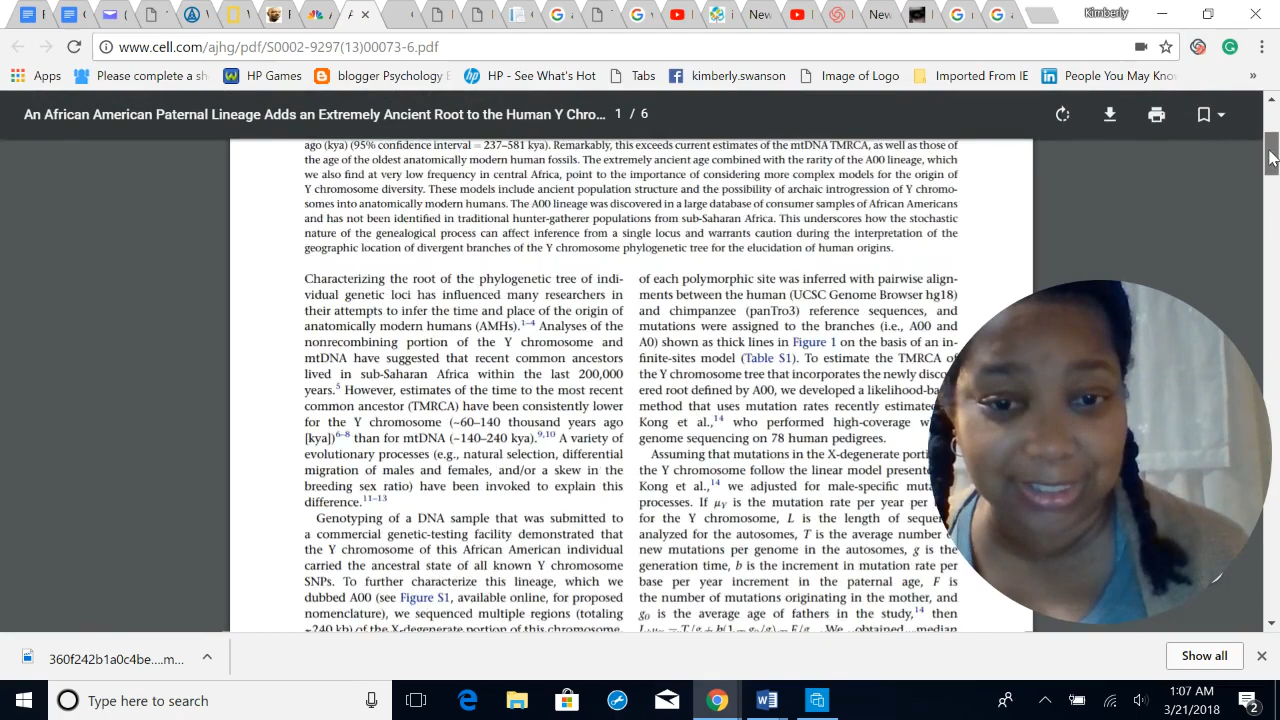 Kimberly
www.cell.com/ajhg/pdf/S0002-9297(13)00073-6.pdf
Apps
Please complete a sh
HP Games
blogger Psychology
HP - See What's Hot
Tabs
kimberly.swanson
Image of Logo
Imported From IE
People You May Know
An African American Paternal Lineage Adds an Extremely Ancient Root to the Human Y Chro... 1 / 6
ago (kya) (95% confidence interval = 237–581 kya). Remarkably, this exceeds current estimates of the mtDNA TMRCA, as well as those of
the age of the oldest anatomically modern human fossils. The extremely ancient age combined with the rarity of the A00 lineage, which
we also find at very low frequency in central Africa, point to the importance of considering more complex models for the origin of
Y chromosome diversity. These models include ancient population structure and the possibility of archaic introgression of Y chromo-
somes into anatomically modern humans. The A00 lineage was discovered in a large database of consumer samples of African Americans
and has not been identified in traditional hunter-gatherer populations from sub-Saharan Africa. This underscores how the stochastic
nature of the genealogical process can affect inference from a single locus and warrants caution during the interpretation of the
geographic location of divergent branches of the Y chromosome phylogenetic tree for the elucidation of human origins.
Characterizing the root of the phylogenetic tree of indi-
vidual genetic loci has influenced many researchers in
their attempts to infer the time and place of the origin of
anatomically modern humans (AMHs).1–4 Analyses of the
nonrecombining portion of the Y chromosome and
mtDNA have suggested that recent common ancestors
lived in sub-Saharan Africa within the last 200,000
years.5 However, estimates of the time to the most recent
common ancestor (TMRCA) have been consistently lower
for the Y chromosome (~60–140 thousand years ago
[kya])6–8 than for mtDNA (~140–240 kya).9,10 A variety of
evolutionary processes (e.g., natural selection, differential
migration of males and females, and/or a skew in the
breeding sex ratio) have been invoked to explain this
difference.11–13
Genotyping of a DNA sample that was submitted to
a commercial genetic-testing facility demonstrated that
the Y chromosome of this African American individual
carried the ancestral state of all known Y chromosome
SNPs. To further characterize this lineage, which we
dubbed A00 (see Figure S1, available online, for proposed
nomenclature), we sequenced multiple regions (totaling
~240 kb) of the X-degenerate portion of this chromosome.
of each polymorphic site was inferred with pairwise align-
ments between the human (UCSC Genome Browser hg18)
and chimpanzee (panTro3) reference sequences, and
mutations were assigned to the branches (i.e., A00 and
A0) shown as thick lines in Figure 1 on the basis of an in-
finite-sites model (Table S1). To estimate the TMRCA of
the Y chromosome tree that incorporates the newly disco
ered root defined by A00, we developed a likelihood-ba
method that uses mutation rates recently estimated
Kong et al.,14 who performed high-coverage w
genome sequencing on 78 human pedigrees.
Assuming that mutations in the X-degenerate porti
the Y chromosome follow the linear model present
Kong et al.,14 we adjusted for male-specific muta
processes. If μY is the mutation rate per year per
for the Y chromosome, L is the length of sequen
analyzed for the autosomes, T is the average number o
new mutations per genome in the autosomes, g is the
generation time, b is the increment in mutation rate per
base per year increment in the paternal age, F is
the number of mutations originating in the mother, and
g0 is the average age of fathers in the study,14 then
We obtained median
360f242b1a0c4be....m...
Show all
Type here to search
1:07 AM
3/21/2018
2